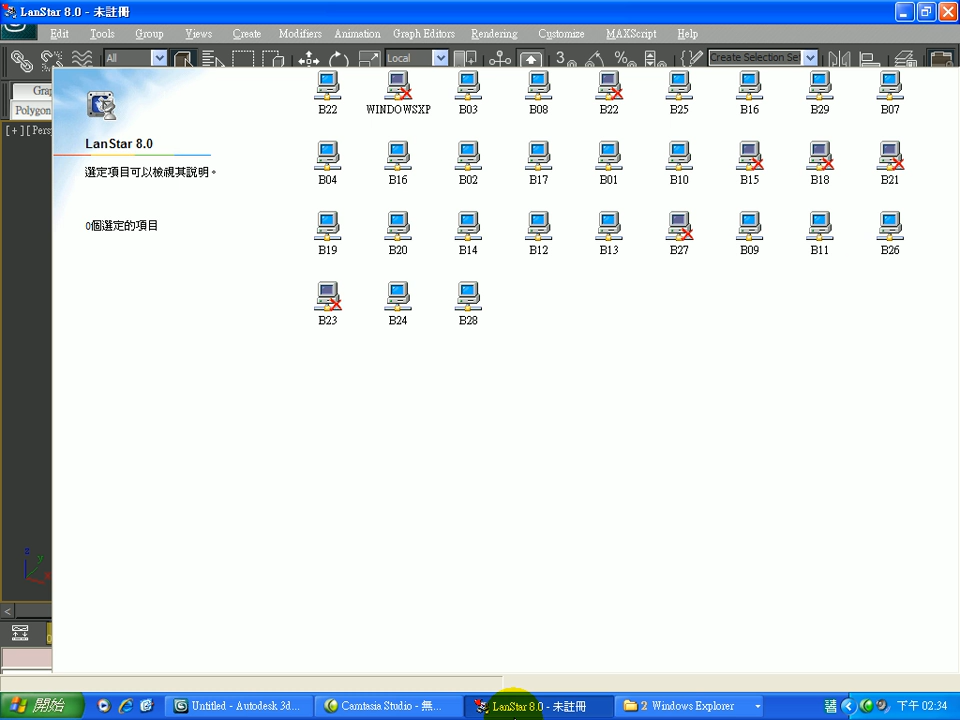 LanStar 8.0 - 未註冊
Edit Tools Group Views Create Modifiers Animation Graph Editors Rendering Customize MAXScript Help
All Local Create Selection Se
Gra
Polygon
[ + ] [ Pers
LanStar 8.0
選定項目可以檢視其說明。
0個選定的項目
B22 WINDOWSXP B03 B08 B22 B25 B16 B29 B07
B04 B16 B02 B17 B01 B10 B15 B18 B21
B19 B20 B14 B12 B13 B27 B09 B11 B26
B23 B24 B28
z
y
開始 Untitled - Autodesk 3d... Camtasia Studio - 無... LanStar 8.0 - 未註冊 2 Windows Explorer 下午 02:34